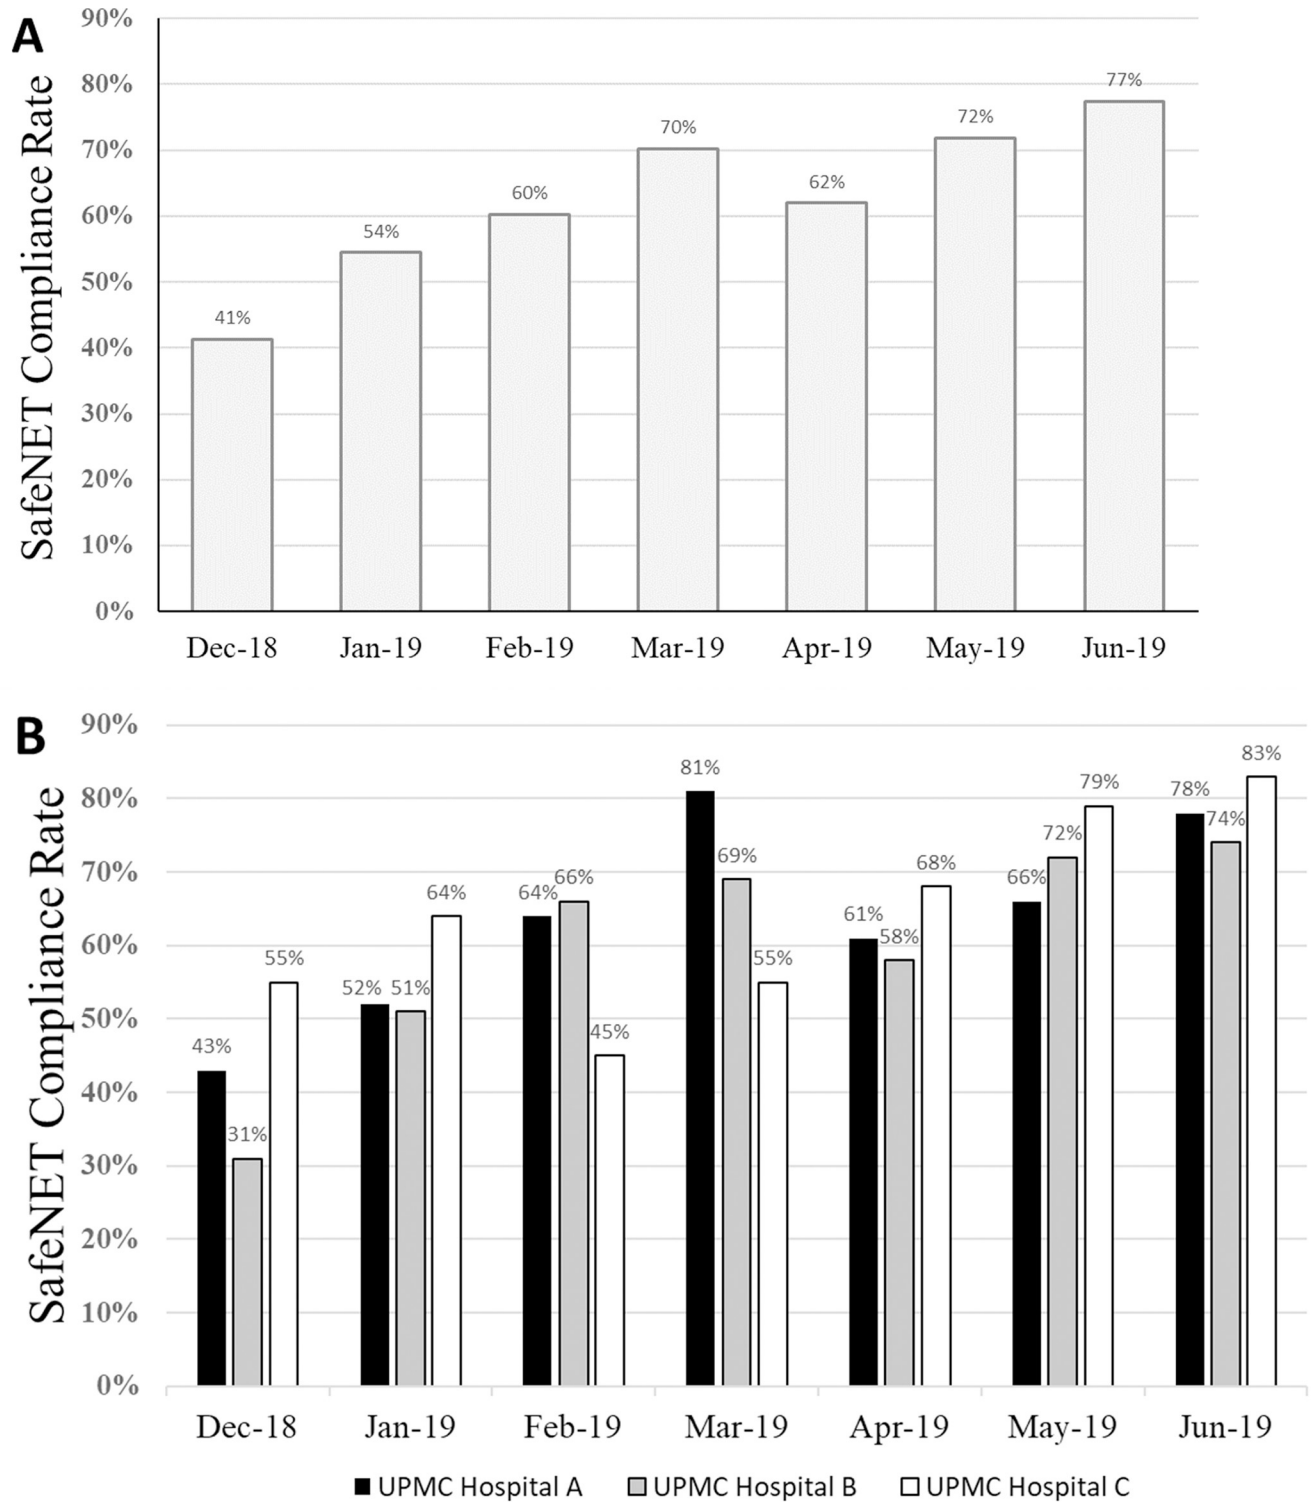 A
SafeNET Compliance Rate
90%
80%
70%
60%
50%
40%
30%
20%
10%
0%
41%
54%
60%
70%
62%
72%
77%
Dec-18 Jan-19 Feb-19 Mar-19 Apr-19 May-19 Jun-19
B
SafeNET Compliance Rate
90%
80%
70%
60%
50%
40%
30%
20%
10%
0%
43% 31% 55%
52% 51% 64%
64% 66% 45%
81% 69% 55%
61% 58% 68%
66% 72% 79%
78% 74% 83%
Dec-18 Jan-19 Feb-19 Mar-19 Apr-19 May-19 Jun-19
UPMC Hospital A UPMC Hospital B UPMC Hospital C